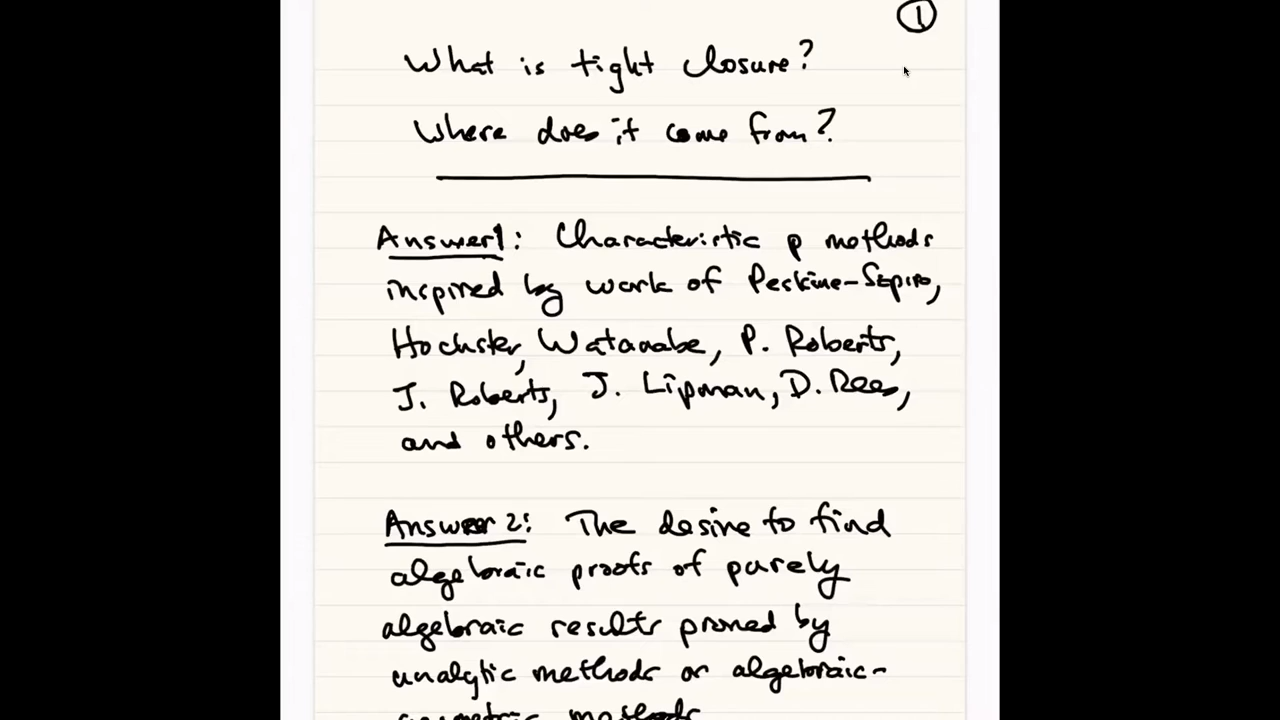 ①
What is tight closure?
Where does it come from?
Answer 1: Characteristic p methods
inspired by work of Peskine-Szpiro,
Hochster, Watanabe, P. Roberts,
J. Roberts, J. Lipman, D. Rees,
and others.
Answer 2: The desire to find
algebraic proofs of purely
algebraic results proved by
analytic methods or algebraic-
geometric methods